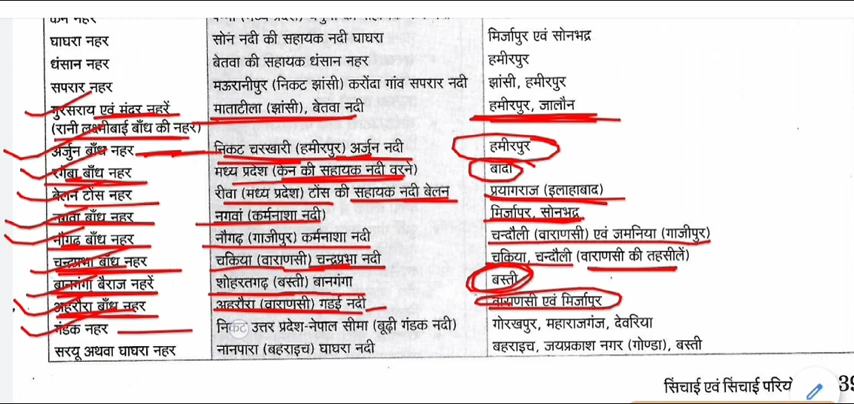 घाघरा नहर सोन नदी की सहायक नदी घाघरा मिर्जापुर एवं सोनभद्र
धंसान नहर बेतवा की सहायक धंसान नहर हमीरपुर
सपरार नहर मऊरानीपुर (निकट झांसी) करोंदा गांव सपरार नदी झांसी, हमीरपुर
गुरसराय एवं मंदर नहरें माताटीला (झांसी), बेतवा नदी हमीरपुर, जालौन
(रानी लक्ष्मीबाई बाँध की नहर)
अर्जुन बाँध नहर निकट चरखारी (हमीरपुर) अर्जुन नदी हमीरपुर
रंगवा बाँध नहर मध्य प्रदेश (केन की सहायक नदी वरने) बांदा
बेलन टोंस नहर रीवा (मध्य प्रदेश) टोंस की सहायक नदी बेलन प्रयागराज (इलाहाबाद)
नगवां बाँध नहर नगवां (कर्मनाशा नदी) मिर्जापुर, सोनभद्र
नौगढ़ बाँध नहर नौगढ़ (गाजीपुर) कर्मनाशा नदी चन्दौली (वाराणसी) एवं जमनिया (गाजीपुर)
चन्द्रप्रभा बाँध नहर चकिया (वाराणसी) चन्द्रप्रभा नदी चकिया, चन्दौली (वाराणसी की तहसीलें)
बानगंगा बैराज नहरें शोहरतगढ़ (बस्ती) बानगंगा बस्ती
अहरौरा बाँध नहर अहरौरा (वाराणसी) गडई नदी वाराणसी एवं मिर्जापुर
गंडक नहर निकट उत्तर प्रदेश-नेपाल सीमा (बूढ़ी गंडक नदी) गोरखपुर, महाराजगंज, देवरिया
सरयू अथवा घाघरा नहर नानपारा (बहराइच) घाघरा नदी बहराइच, जयप्रकाश नगर (गोण्डा), बस्ती
सिंचाई एवं सिंचाई परियो 39